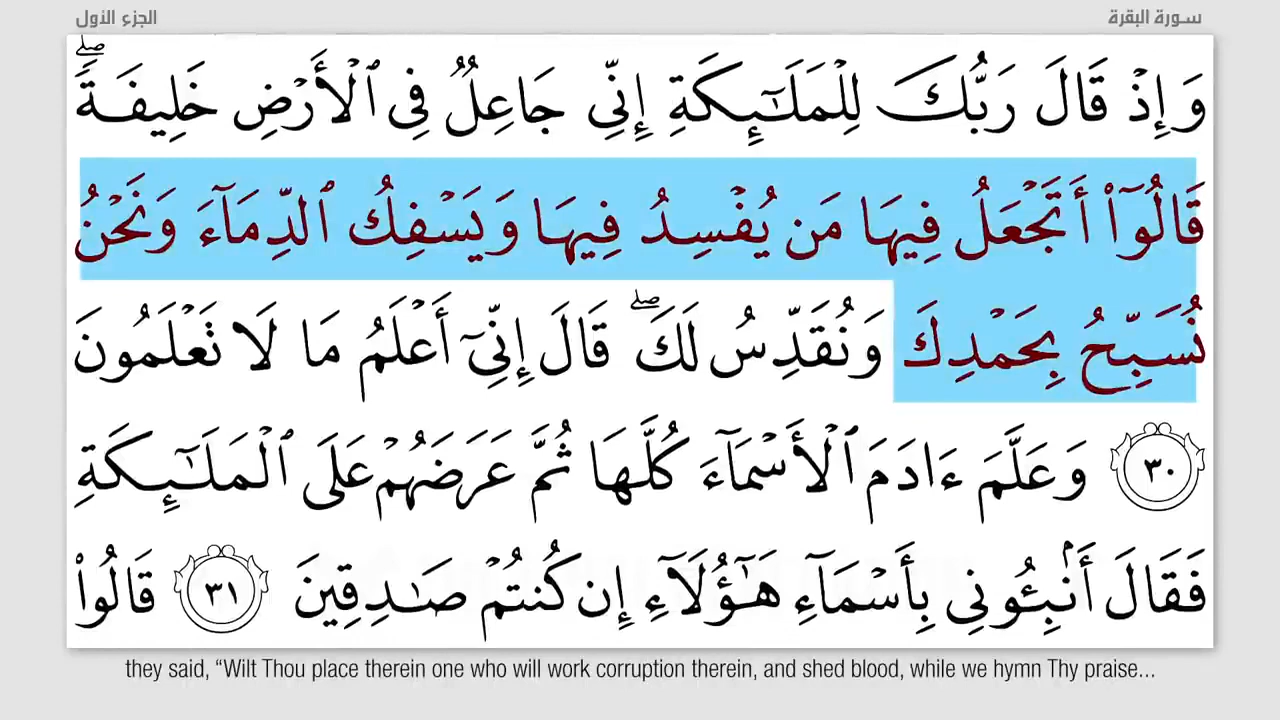 سورة البقرة
الجزء الأول
وَإِذْ قَالَ رَبُّكَ لِلْمَلَـٰٓئِكَةِ إِنِّى جَاعِلٌ فِى ٱلْأَرْضِ خَلِيفَةً ۖ
قَالُوٓا۟ أَتَجْعَلُ فِيهَا مَن يُفْسِدُ فِيهَا وَيَسْفِكُ ٱلدِّمَآءَ وَنَحْنُ
نُسَبِّحُ بِحَمْدِكَ وَنُقَدِّسُ لَكَ ۖ قَالَ إِنِّىٓ أَعْلَمُ مَا لَا تَعْلَمُونَ
٣٠ وَعَلَّمَ ءَادَمَ ٱلْأَسْمَآءَ كُلَّهَا ثُمَّ عَرَضَهُمْ عَلَى ٱلْمَلَـٰٓئِكَةِ
فَقَالَ أَنۢبِـُٔونِى بِأَسْمَآءِ هَـٰٓؤُلَآءِ إِن كُنتُمْ صَـٰدِقِينَ ٣١ قَالُوا۟
they said, “Wilt Thou place therein one who will work corruption therein, and shed blood, while we hymn Thy praise...